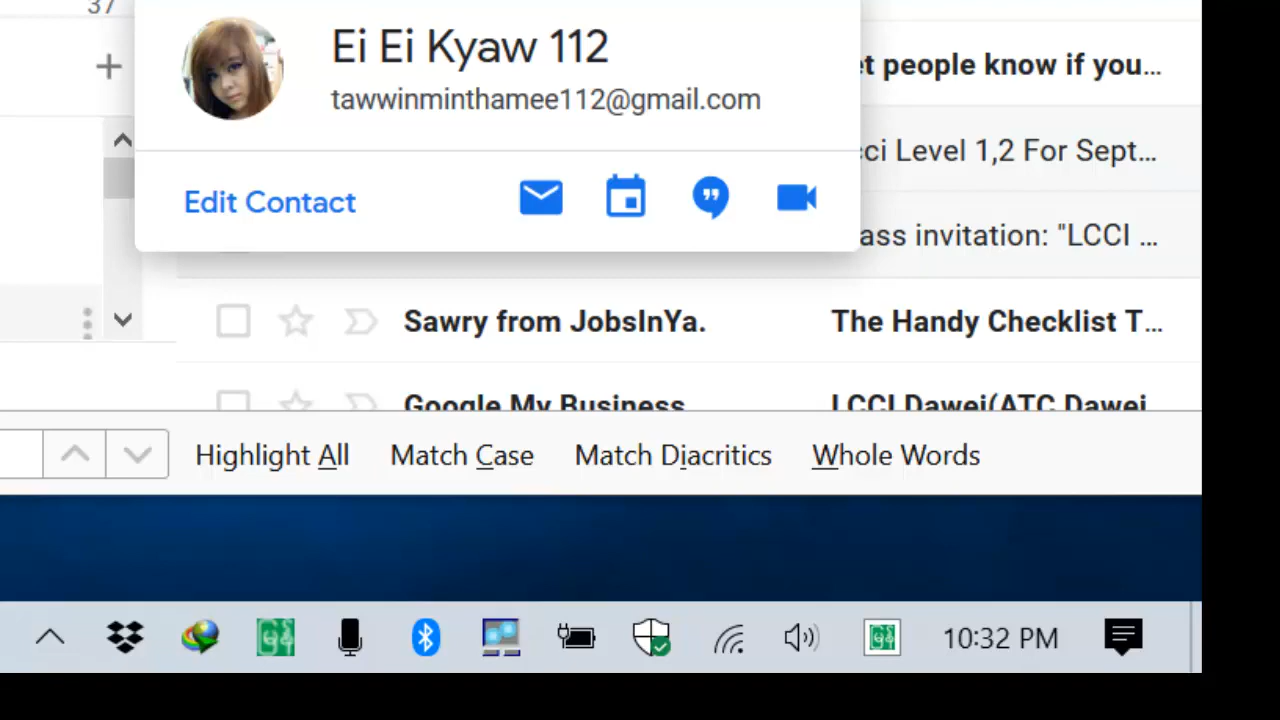 37
Ei Ei Kyaw 112
tawwinminthamee112@gmail.com
et people know if you...
Edit Contact
cci Level 1,2 For Sept...
ass invitation: "LCCI ...
Sawry from JobsInYa.
The Handy Checklist T...
Google My Business
LCCI Dawei(ATC Dawei
Highlight All
Match Case
Match Diacritics
Whole Words
10:32 PM